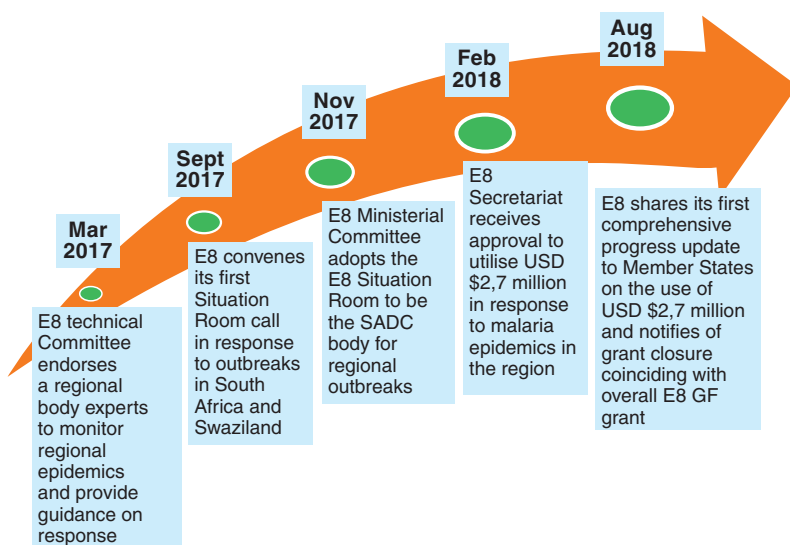 Mar
2017
E8 technical
Committee
endorses
a regional
body experts
to monitor
regional
epidemics
and provide
guidance on
response
Sept
2017
E8 convenes
its first
Situation
Room call
in response
to outbreaks
in South
Africa and
Swaziland
Nov
2017
E8 Ministerial
Committee
adopts the
E8 Situation
Room to be
the SADC
body for
regional
outbreaks
Feb
2018
E8
Secretariat
receives
approval to
utilise USD
$2,7 million
in response
to malaria
epidemics in
the region
Aug
2018
E8 shares its first
comprehensive
progress update
to Member States
on the use of
USD $2,7 million
and notifies of
grant closure
coinciding with
overall E8 GF
grant